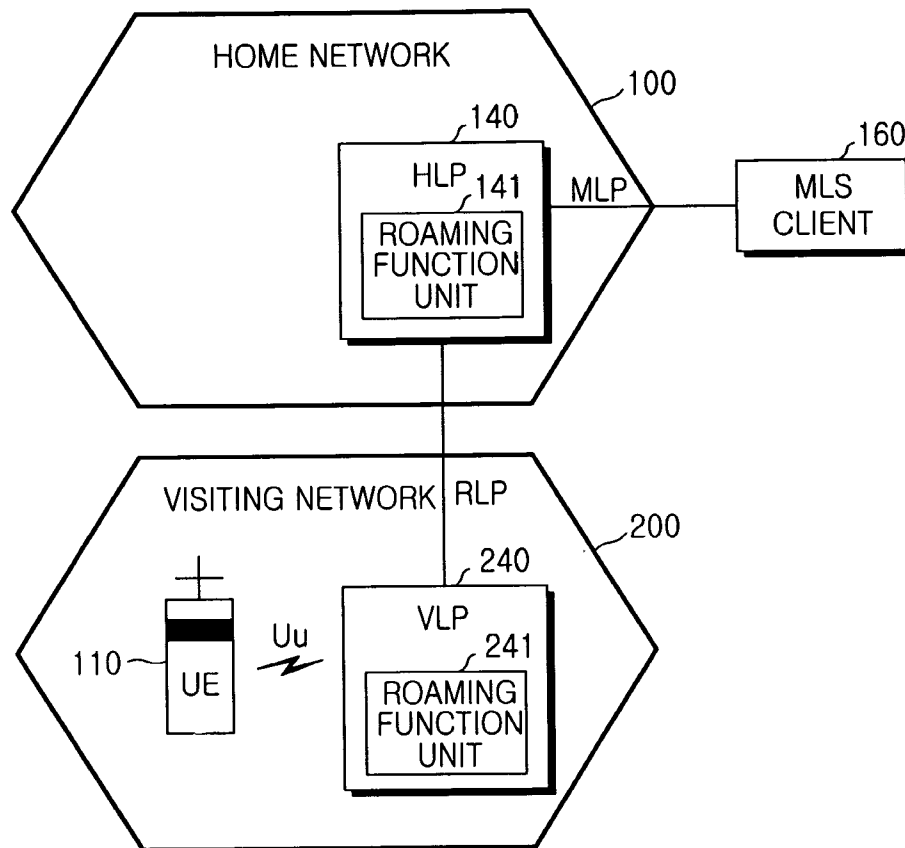 HOME NETWORK
100
140
160
HLP
MLP
MLS
CLIENT
141
ROAMING
FUNCTION
UNIT
VISITING NETWORK
RLP
200
240
VLP
110
UE
Uu
241
ROAMING
FUNCTION
UNIT